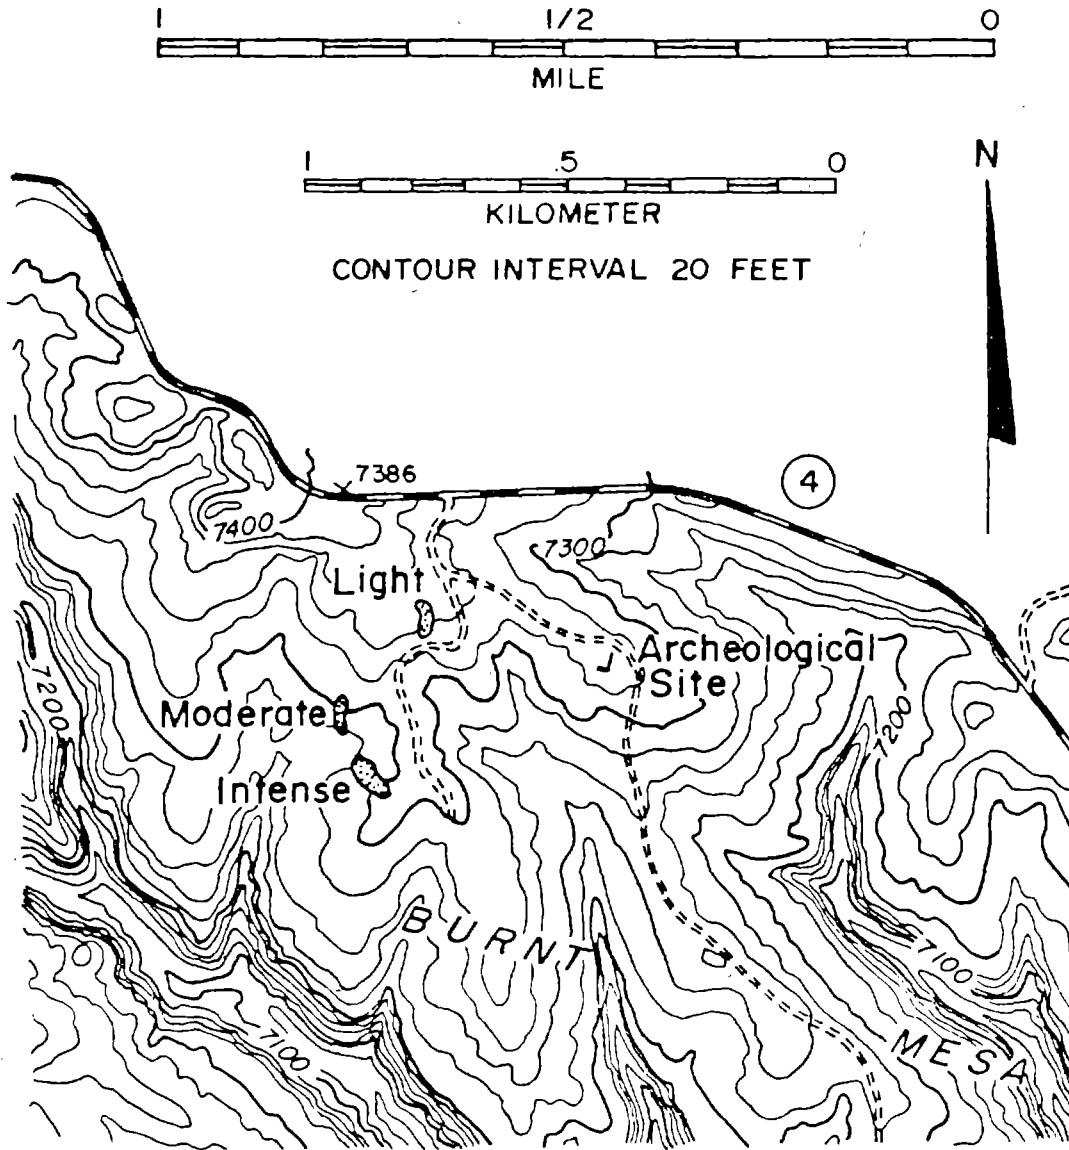 1 1/2 0
MILE
1 .5 0
KILOMETER
CONTOUR INTERVAL 20 FEET
N
7386
4
7400
7300
Light
Archeological
Site
7200
7200
Moderate
Intense
BURNT
7100
7100
MESA